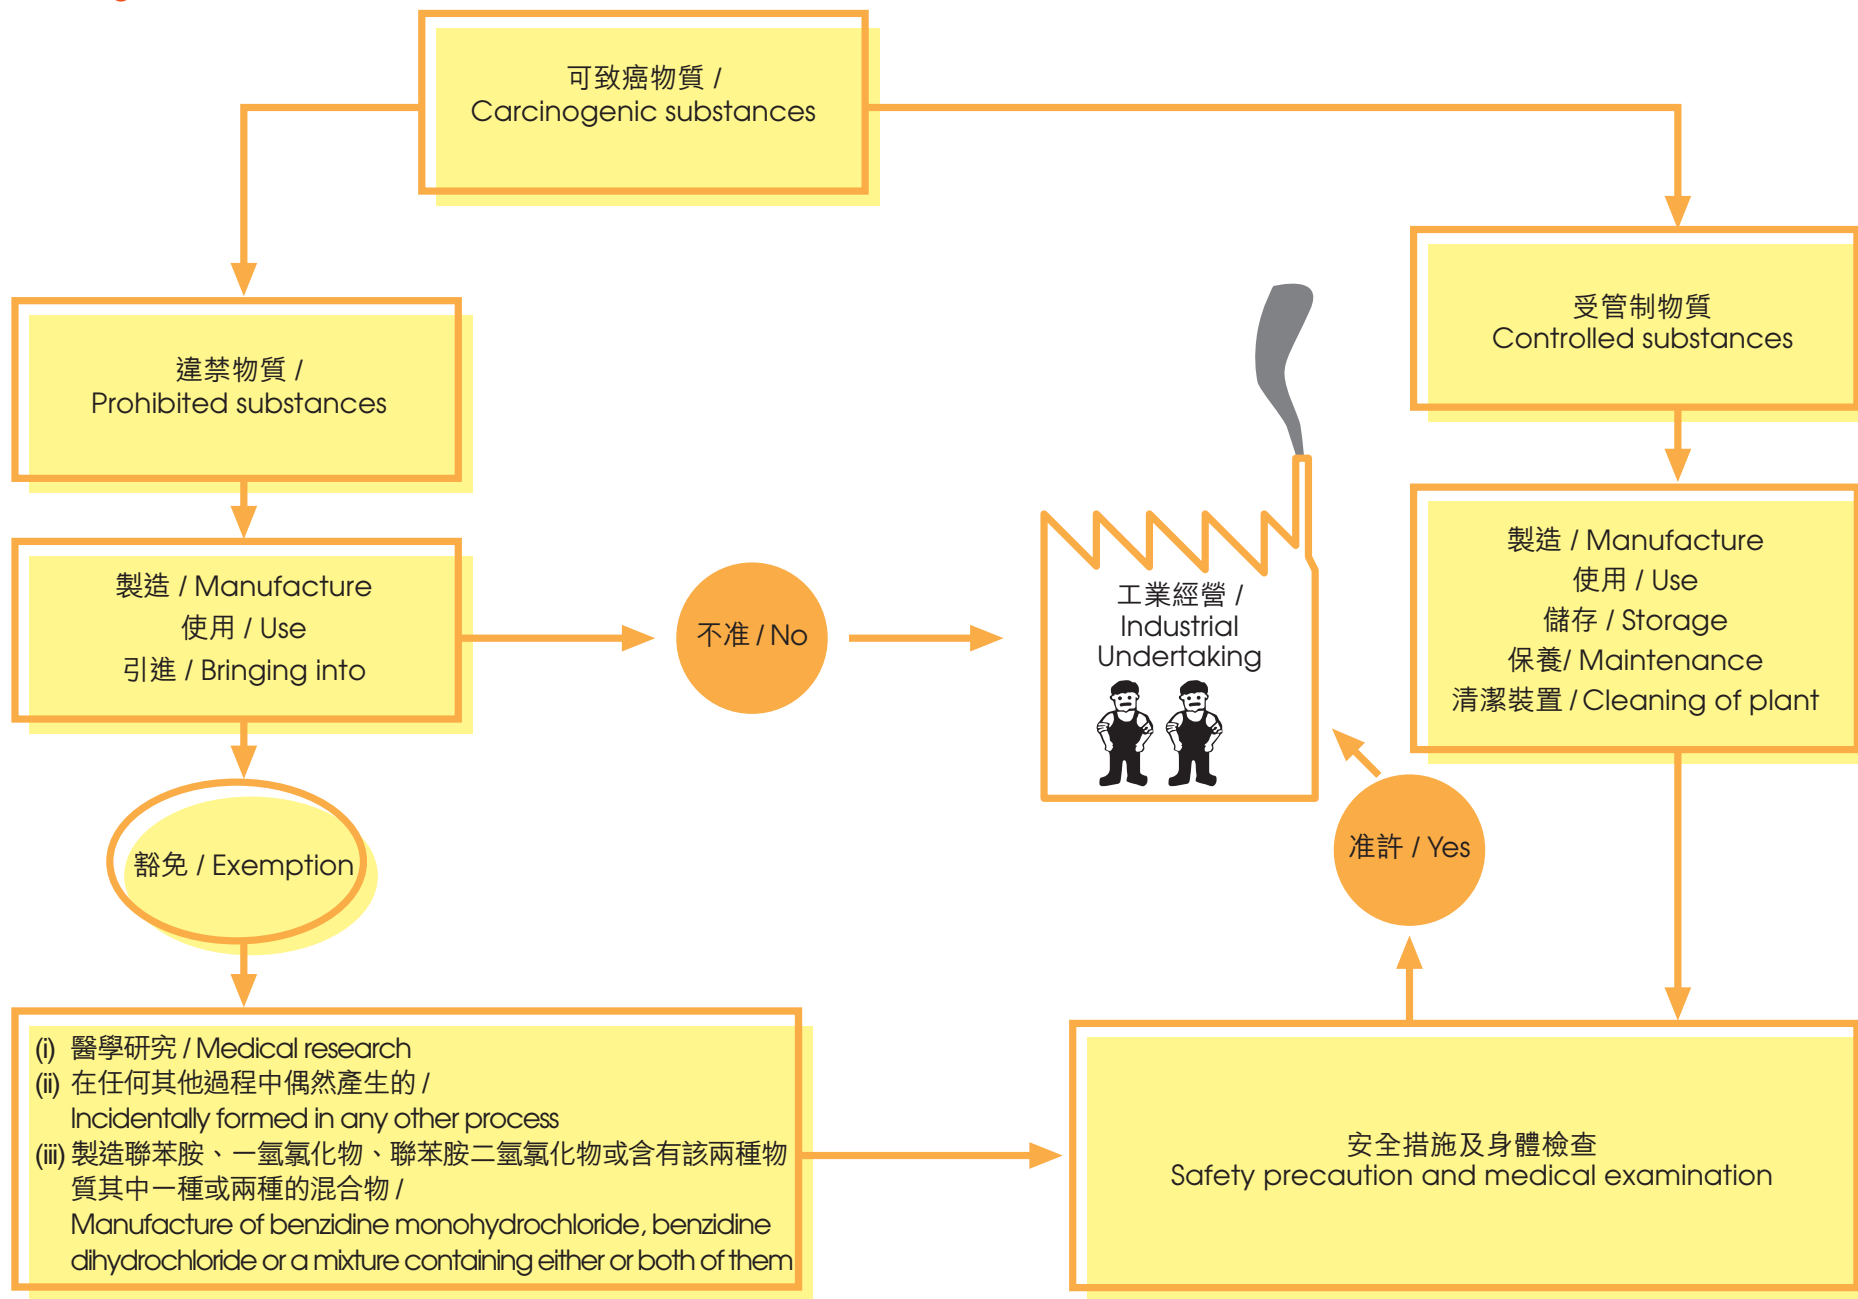 可致癌物質 /
Carcinogenic substances
違禁物質 /
Prohibited substances
受管制物質
Controlled substances
製造 / Manufacture
使用 / Use
引進 / Bringing into
不准 / No
工業經營 /
Industrial
Undertaking
製造 / Manufacture
使用 / Use
儲存 / Storage
保養/ Maintenance
清潔裝置 / Cleaning of plant
豁免 / Exemption
准許 / Yes
(i) 醫學研究 / Medical research
(ii) 在任何其他過程中偶然產生的 /
Incidentally formed in any other process
(iii) 製造聯苯胺、一氫氯化物、聯苯胺二氫氯化物或含有該兩種物
質其中一種或兩種的混合物 /
Manufacture of benzidine monohydrochloride, benzidine
dihydrochloride or a mixture containing either or both of them
安全措施及身體檢查
Safety precaution and medical examination